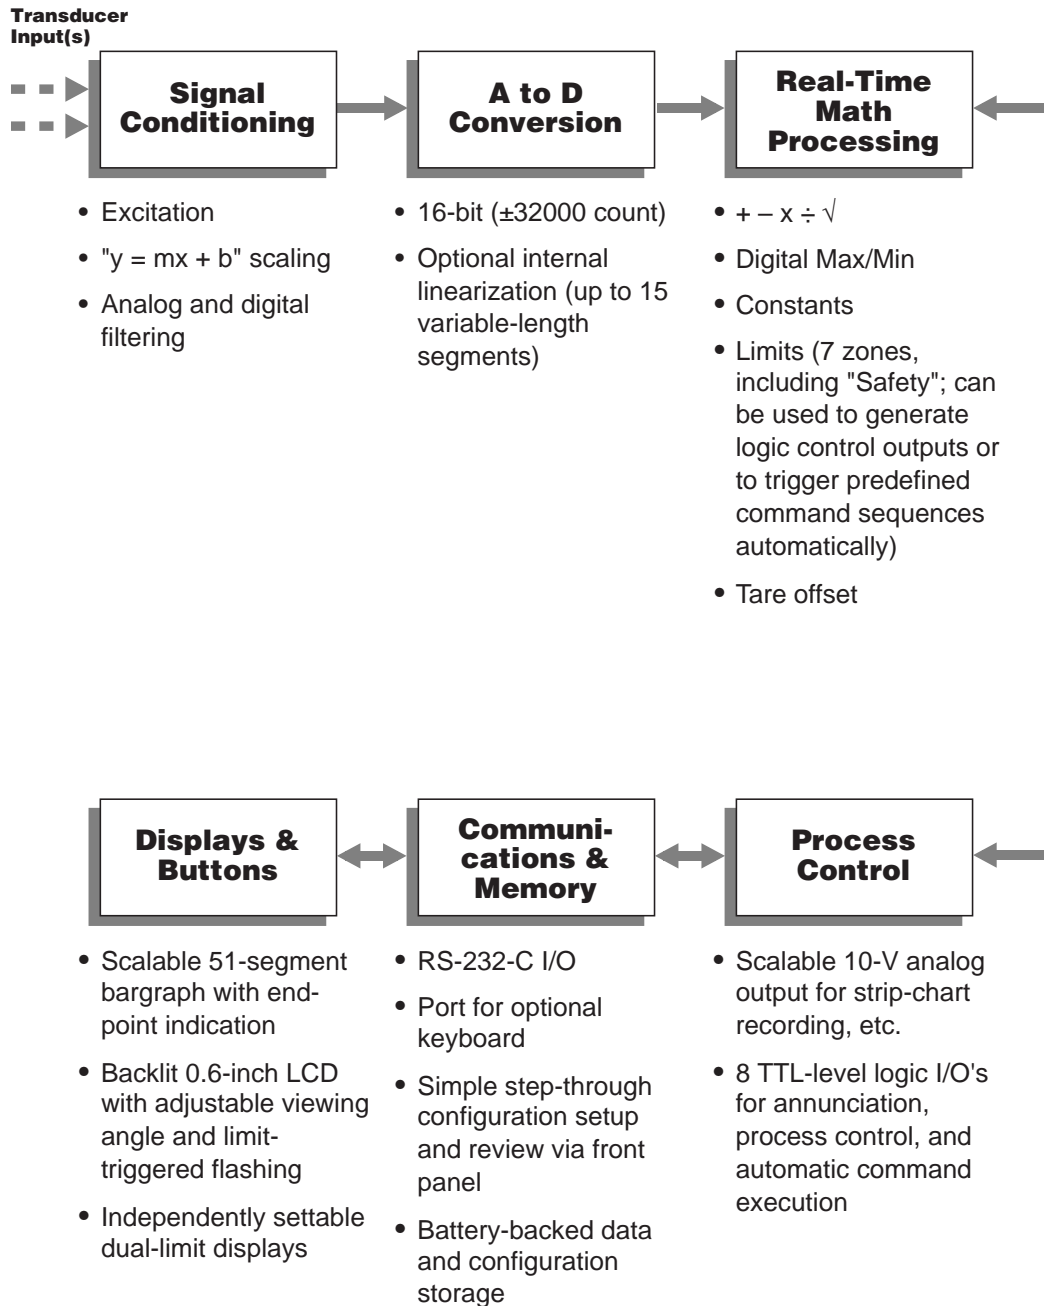 Transducer
Input(s)
Signal
Conditioning
• Excitation
• "y = mx + b" scaling
• Analog and digital
filtering
A to D
Conversion
• 16-bit (±32000 count)
• Optional internal
linearization (up to 15
variable-length
segments)
Real-Time
Math
Processing
• + – x ÷ √
• Digital Max/Min
• Constants
• Limits (7 zones,
including "Safety"; can
be used to generate
logic control outputs or
to trigger predefined
command sequences
automatically)
• Tare offset
Displays &
Buttons
• Scalable 51-segment
bargraph with end-
point indication
• Backlit 0.6-inch LCD
with adjustable viewing
angle and limit-
triggered flashing
• Independently settable
dual-limit displays
Communi-
cations &
Memory
• RS-232-C I/O
• Port for optional
keyboard
• Simple step-through
configuration setup
and review via front
panel
• Battery-backed data
and configuration
storage
Process
Control
• Scalable 10-V analog
output for strip-chart
recording, etc.
• 8 TTL-level logic I/O's
for annunciation,
process control, and
automatic command
execution